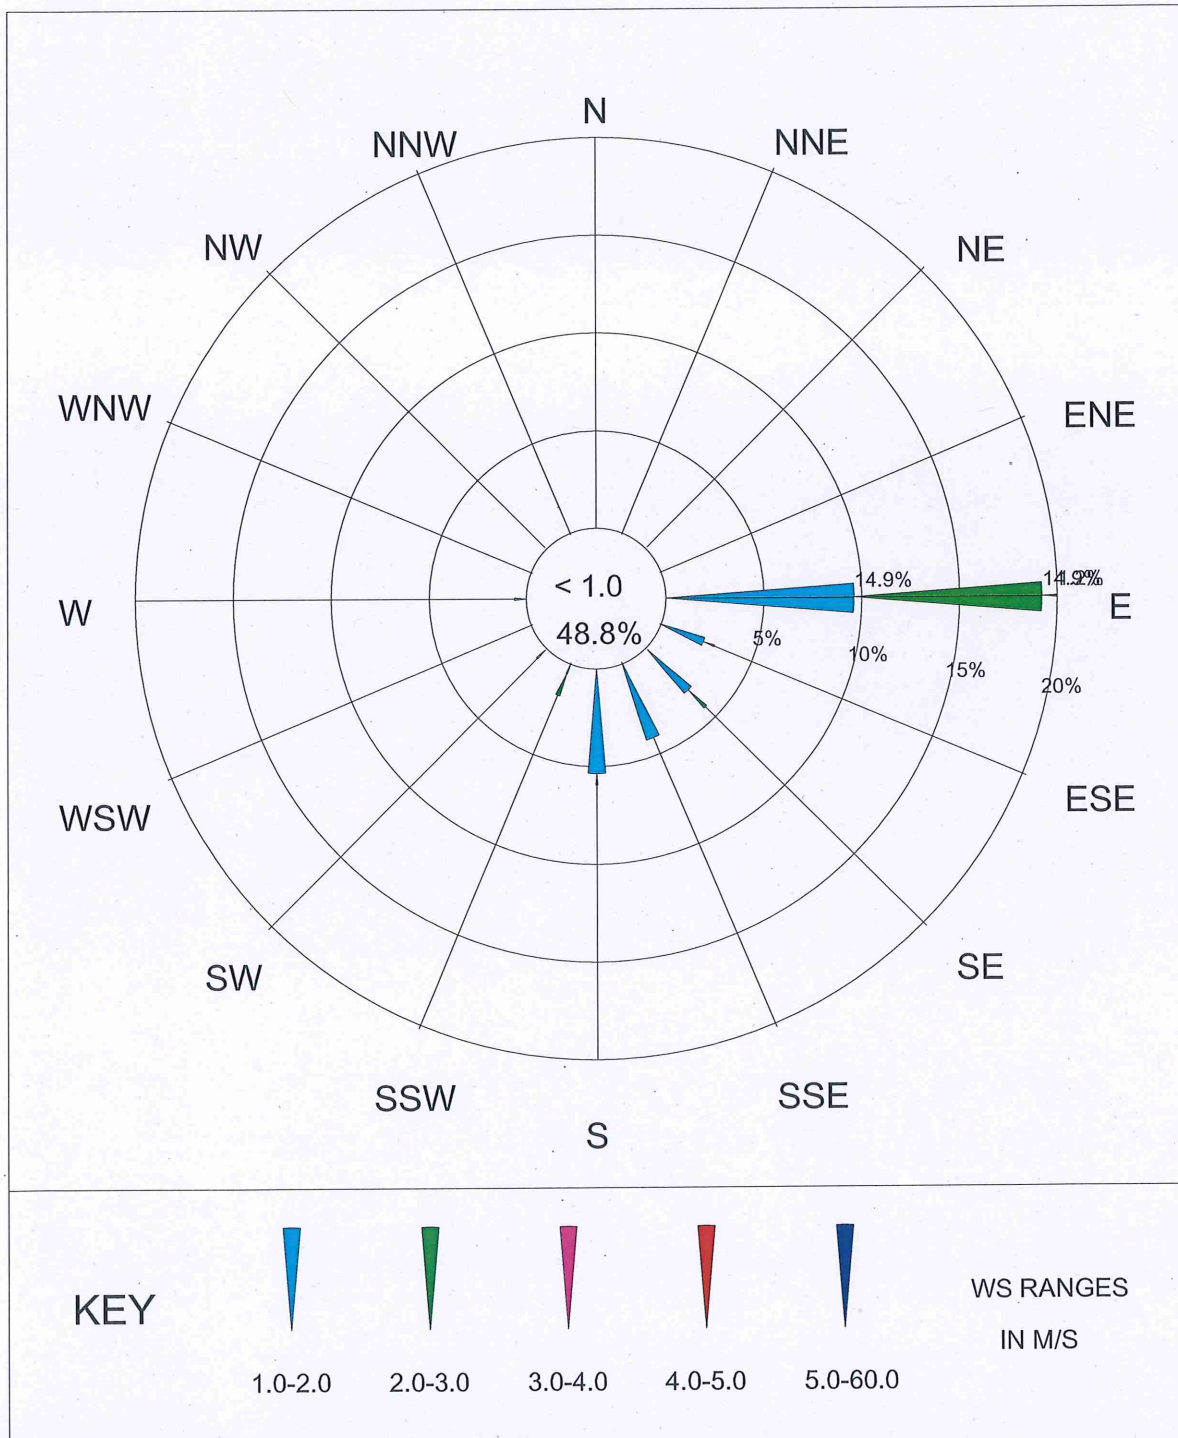 N
NNW
NNE
NW
NE
WNW
ENE
< 1.0
14.9%
W
E
48.8%
5%
10%
15%
20%
WSW
ESE
SW
SE
SSW
SSE
S
KEY
WS RANGES
IN M/S
1.0-2.0
2.0-3.0
3.0-4.0
4.0-5.0
5.0-60.0